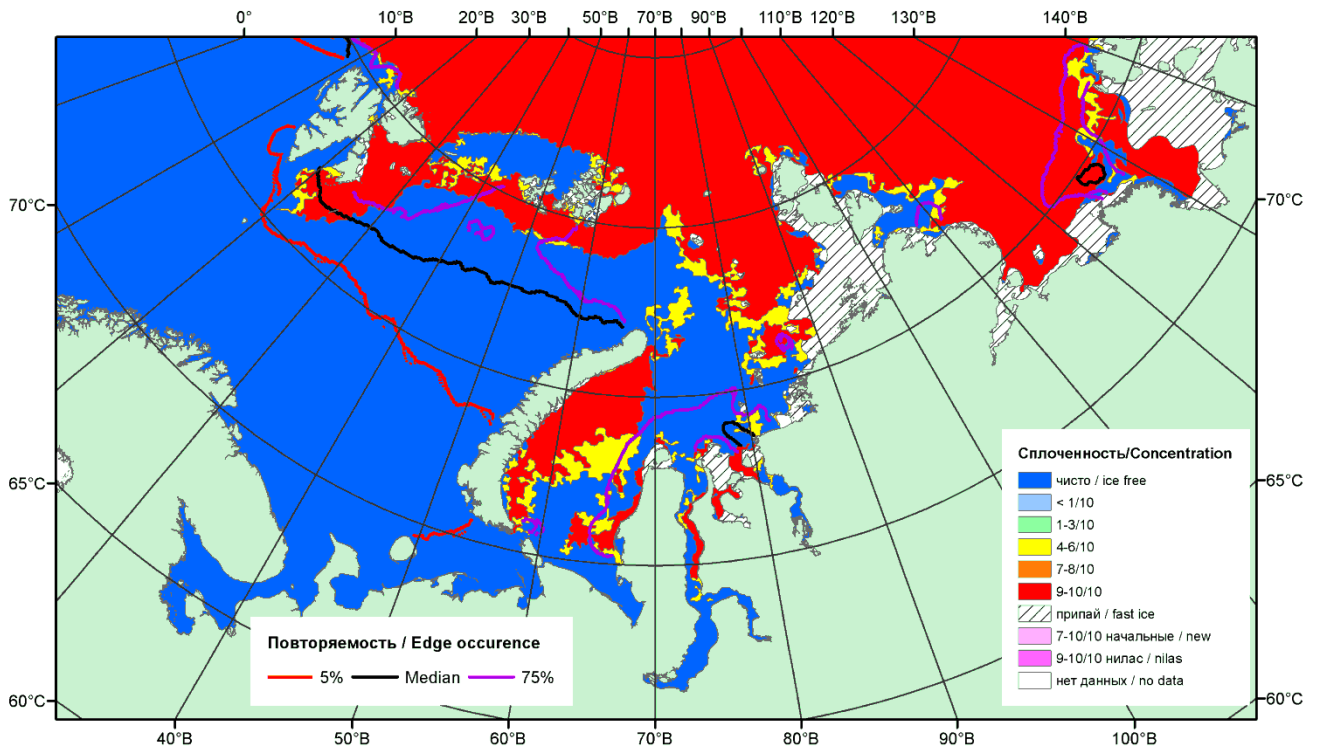 0° 10°В 20°В 30°В 50°В 70°В 90°В 110°В 120°В 130°В 140°В
70°С 70°С
65°С 65°С
60°С 60°С
Сплоченность/Concentration
чисто / ice free
< 1/10
1-3/10
4-6/10
7-8/10
9-10/10
припай / fast ice
7-10/10 начальные / new
9-10/10 нилас / nilas
нет данных / no data
Повторяемость / Edge occurence
5% Median 75%
40°В 50°В 60°В 70°В 80°В 90°В 100°В